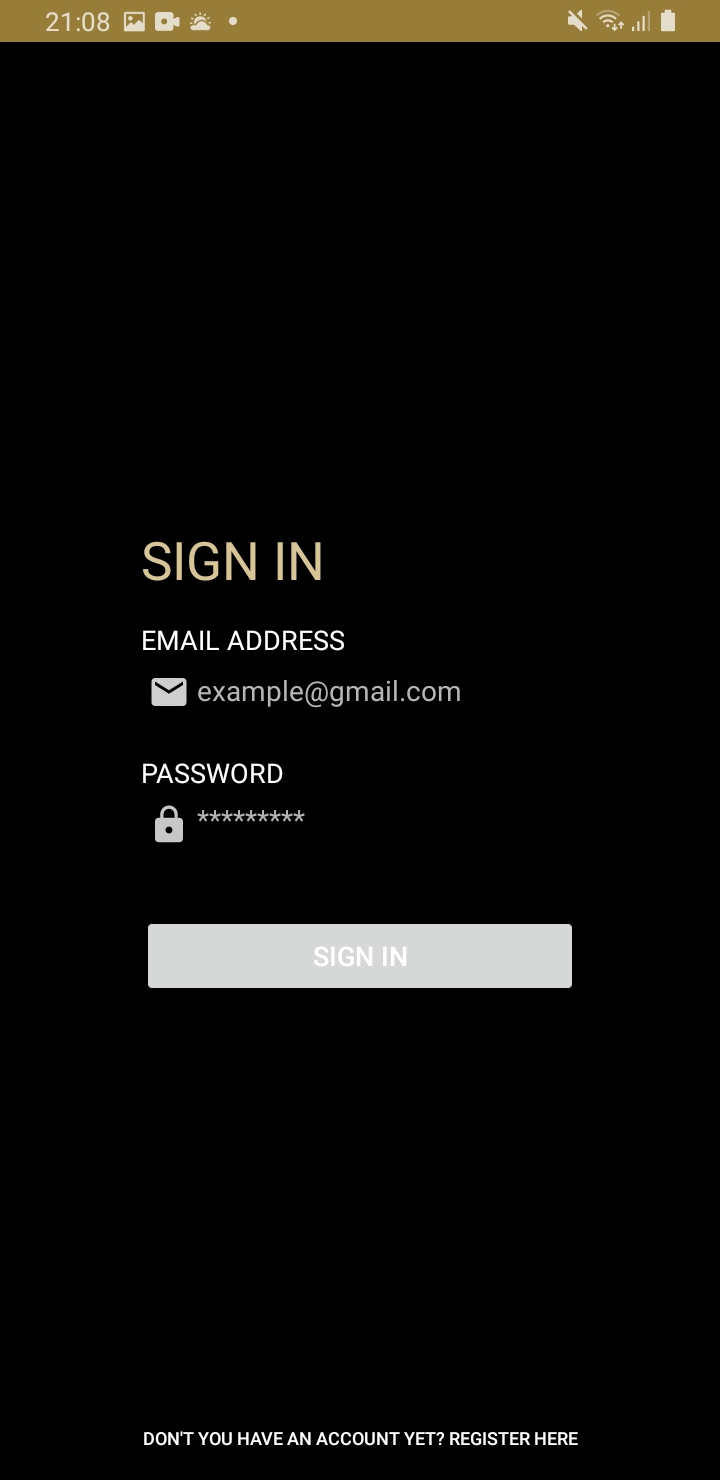 21:08
SIGN IN
EMAIL ADDRESS
example@gmail.com
PASSWORD
*********
SIGN IN
DON'T YOU HAVE AN ACCOUNT YET? REGISTER HERE